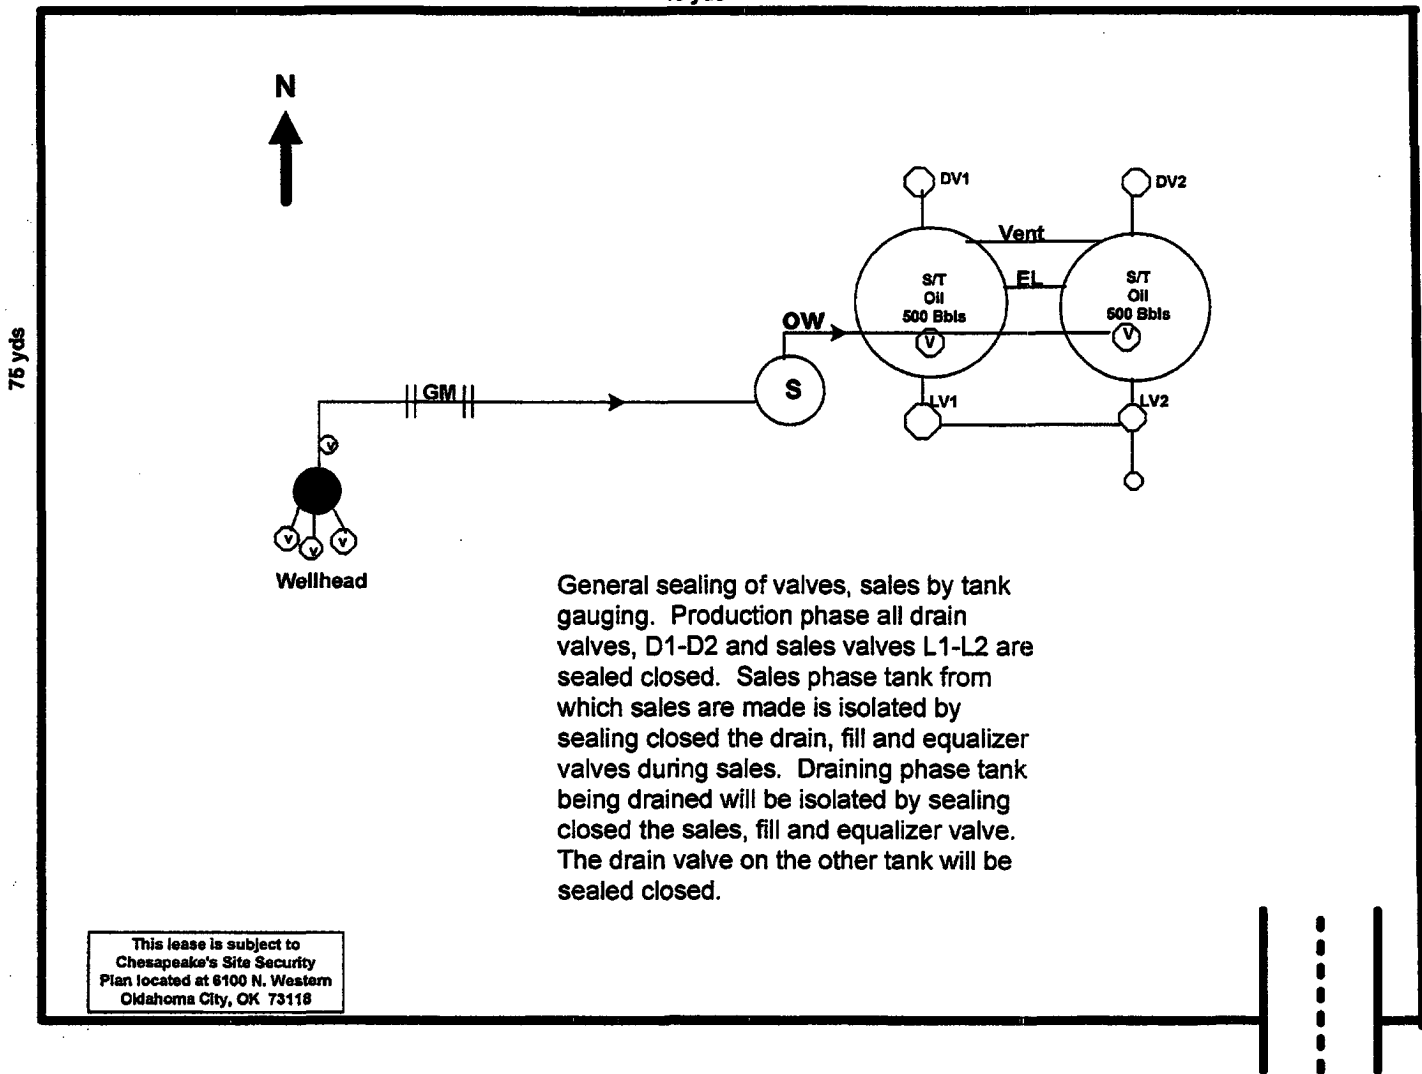 N
DV1
DV2
Vent
EL
S/T
Oil
500 Bbls
V
S/T
Oil
500 Bbls
V
OW
S
GM
LV1
LV2
75 yds
v
v
v
v
Wellhead
General sealing of valves, sales by tank
gauging. Production phase all drain
valves, D1-D2 and sales valves L1-L2 are
sealed closed. Sales phase tank from
which sales are made is isolated by
sealing closed the drain, fill and equalizer
valves during sales. Draining phase tank
being drained will be isolated by sealing
closed the sales, fill and equalizer valve.
The drain valve on the other tank will be
sealed closed.
This lease is subject to
Chesapeake's Site Security
Plan located at 6100 N. Western
Oklahoma City, OK 73118